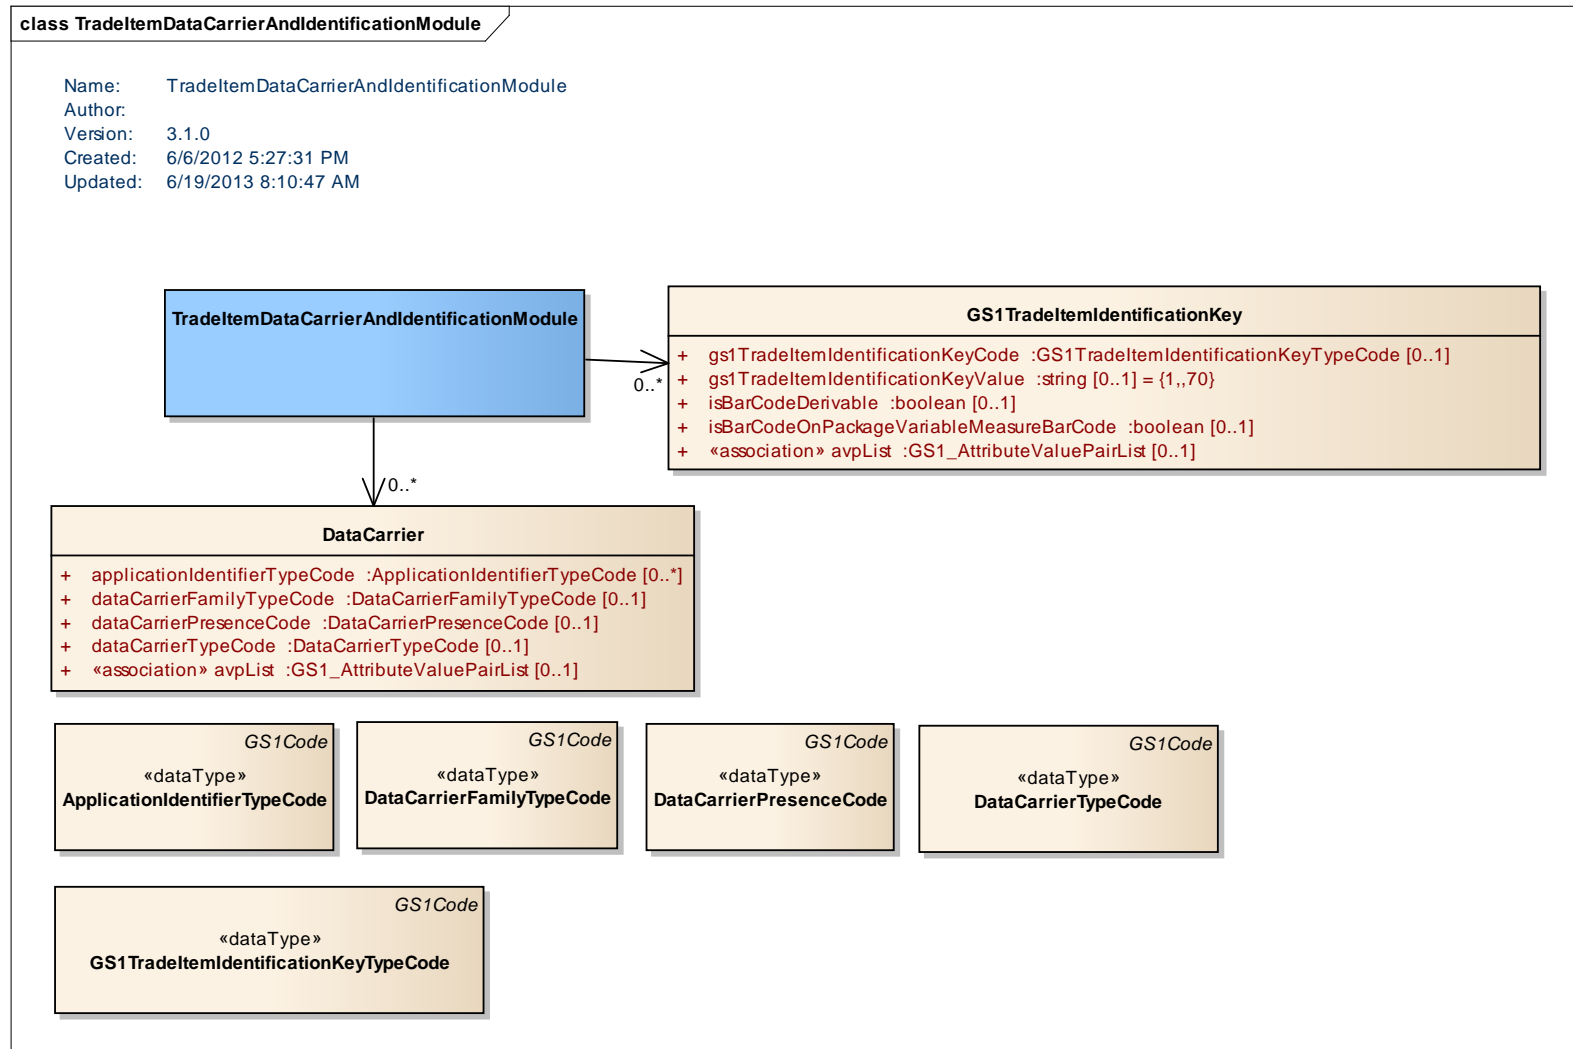 class TradeItemDataCarrierAndIdentificationModule
Name: TradeItemDataCarrierAndIdentificationModule
Author:
Version: 3.1.0
Created: 6/6/2012 5:27:31 PM
Updated: 6/19/2013 8:10:47 AM
TradeItemDataCarrierAndIdentificationModule
0..*
GS1TradeItemIdentificationKey
+ gs1TradeItemIdentificationKeyCode :GS1TradeItemIdentificationKeyTypeCode [0..1]
+ gs1TradeItemIdentificationKeyValue :string [0..1] = {1,,70}
+ isBarCodeDerivable :boolean [0..1]
+ isBarCodeOnPackageVariableMeasureBarCode :boolean [0..1]
+ «association» avpList :GS1_AttributeValuePairList [0..1]
0..*
DataCarrier
+ applicationIdentifierTypeCode :ApplicationIdentifierTypeCode [0..*]
+ dataCarrierFamilyTypeCode :DataCarrierFamilyTypeCode [0..1]
+ dataCarrierPresenceCode :DataCarrierPresenceCode [0..1]
+ dataCarrierTypeCode :DataCarrierTypeCode [0..1]
+ «association» avpList :GS1_AttributeValuePairList [0..1]
GS1Code
«dataType»
ApplicationIdentifierTypeCode
GS1Code
«dataType»
DataCarrierFamilyTypeCode
GS1Code
«dataType»
DataCarrierPresenceCode
GS1Code
«dataType»
DataCarrierTypeCode
GS1Code
«dataType»
GS1TradeItemIdentificationKeyTypeCode